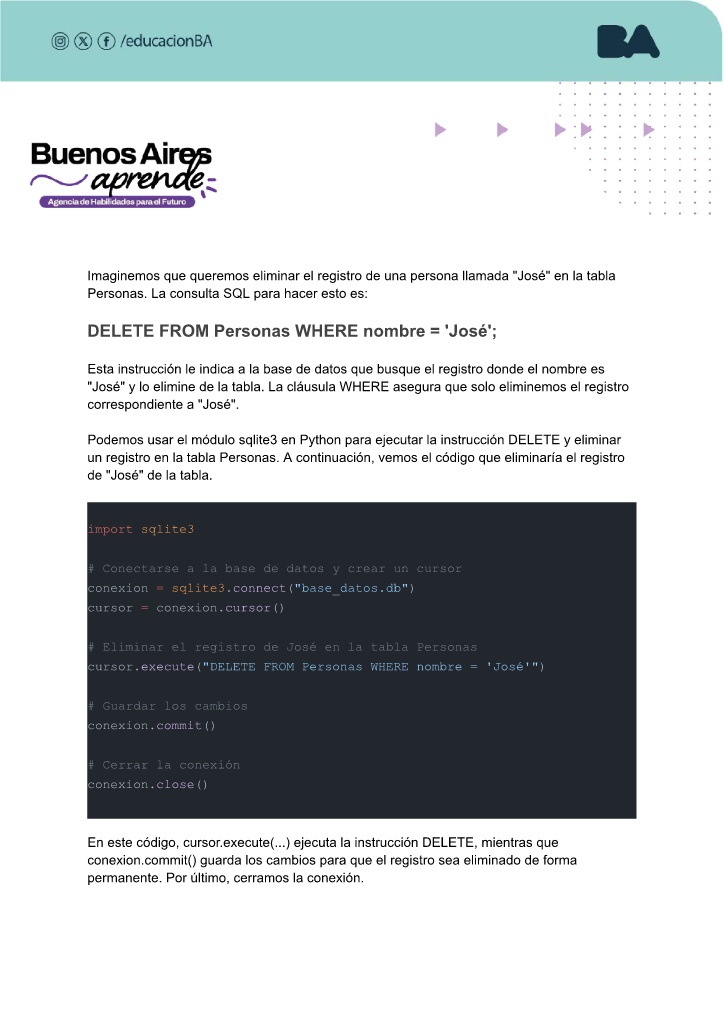 /educacionBA
BA
Buenos Aires
aprende
Agencia de Habilidades para el Futuro
Imaginemos que queremos eliminar el registro de una persona llamada "José" en la tabla
Personas. La consulta SQL para hacer esto es:
DELETE FROM Personas WHERE nombre = 'José';
Esta instrucción le indica a la base de datos que busque el registro donde el nombre es
"José" y lo elimine de la tabla. La cláusula WHERE asegura que solo eliminemos el registro
correspondiente a "José".
Podemos usar el módulo sqlite3 en Python para ejecutar la instrucción DELETE y eliminar
un registro en la tabla Personas. A continuación, vemos el código que eliminaría el registro
de "José" de la tabla.
import sqlite3
# Conectarse a la base de datos y crear un cursor
conexion = sqlite3.connect("base_datos.db")
cursor = conexion.cursor()
# Eliminar el registro de José en la tabla Personas
cursor.execute("DELETE FROM Personas WHERE nombre = 'José'")
# Guardar los cambios
conexion.commit()
# Cerrar la conexión
conexion.close()
En este código, cursor.execute(...) ejecuta la instrucción DELETE, mientras que
conexion.commit() guarda los cambios para que el registro sea eliminado de forma
permanente. Por último, cerramos la conexión.